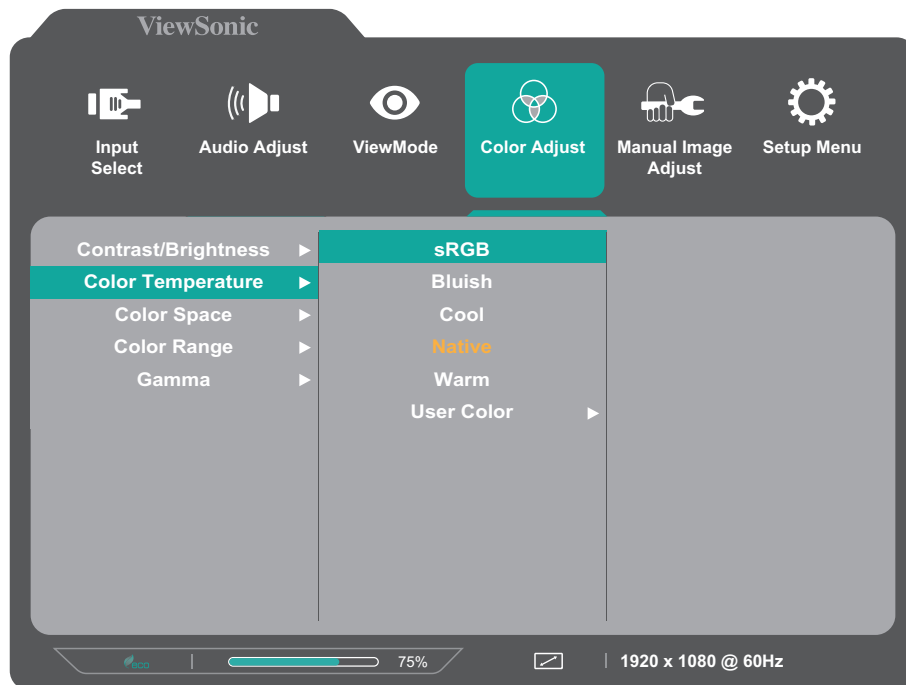 ViewSonic
Input Select
Audio Adjust
ViewMode
Color Adjust
Manual Image Adjust
Setup Menu
Contrast/Brightness
Color Temperature
Color Space
Color Range
Gamma
sRGB
Bluish
Cool
Native
Warm
User Color
eco
75%
1920 x 1080 @ 60Hz